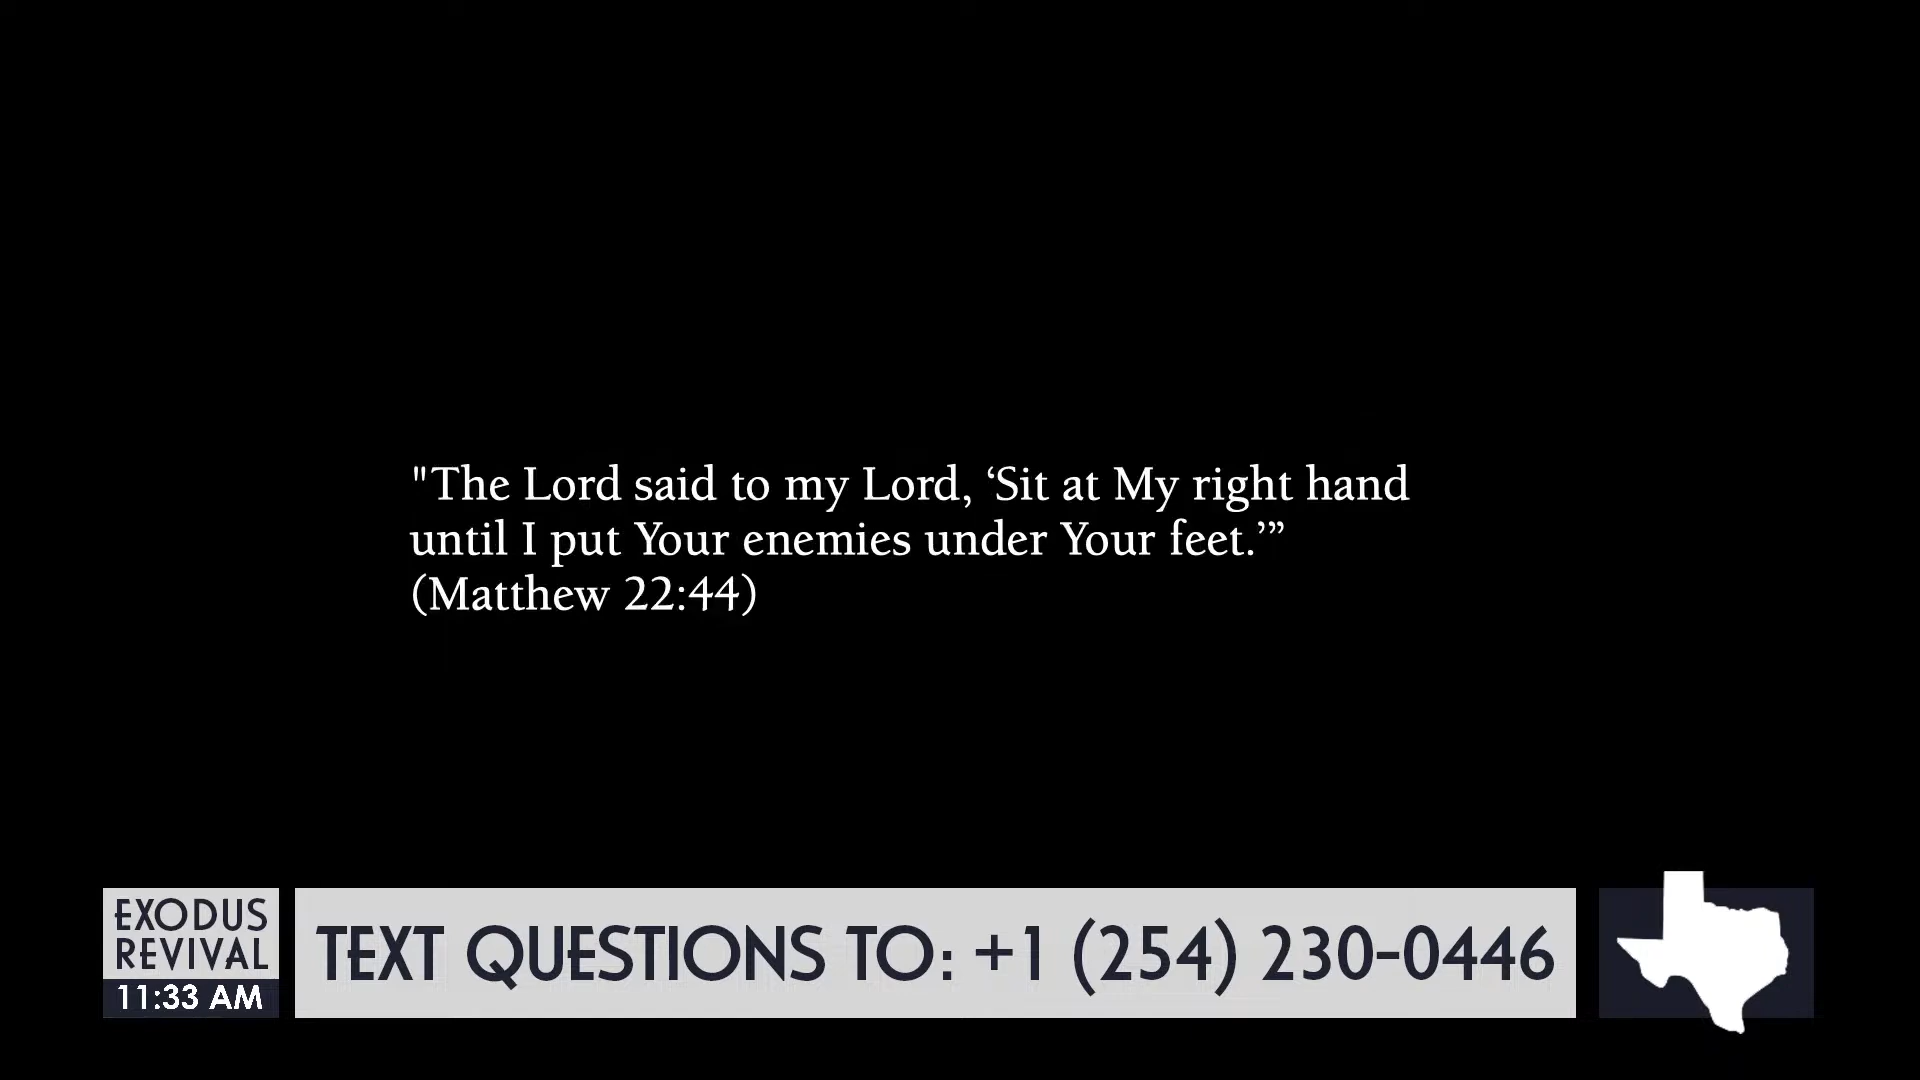 "The Lord said to my Lord, ‘Sit at My right hand
until I put Your enemies under Your feet.’”
(Matthew 22:44)
EXODUS
REVIVAL
11:33 AM
TEXT QUESTIONS TO: +1 (254) 230-0446